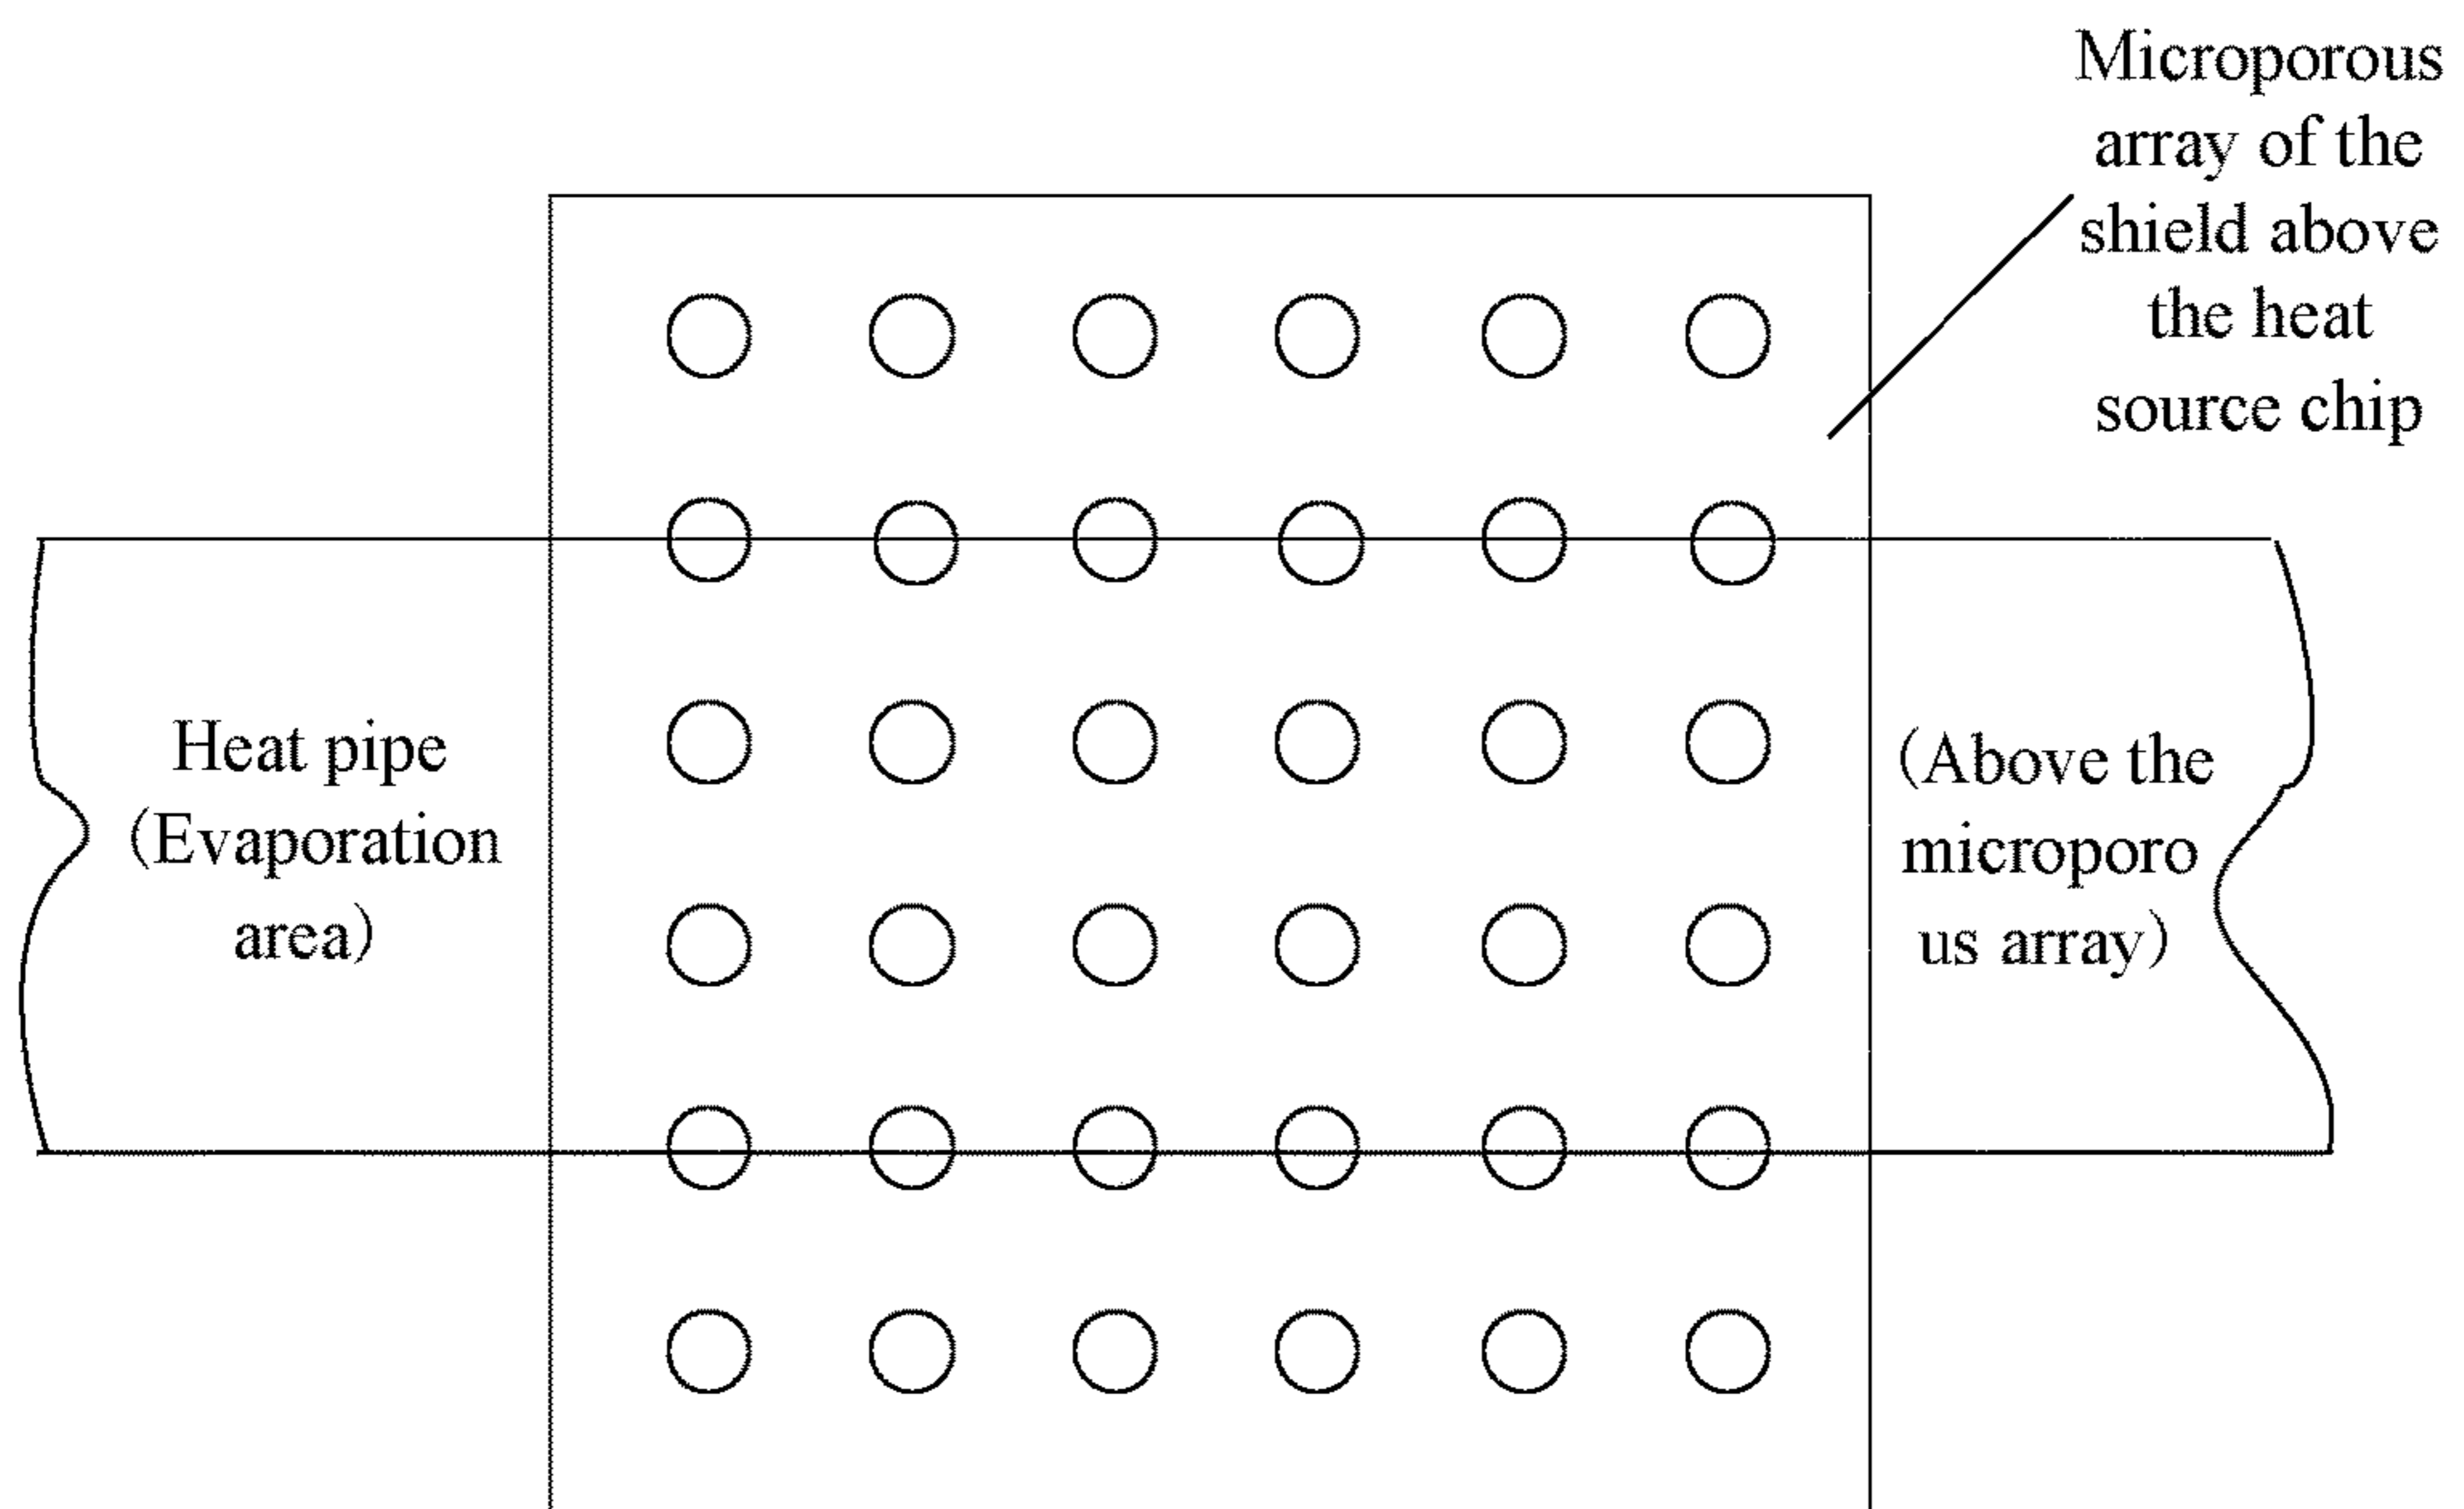 Microporous
array of the
shield above
the heat
source chip
Heat pipe
(Evaporation
area)
(Above the
microporo
us array)